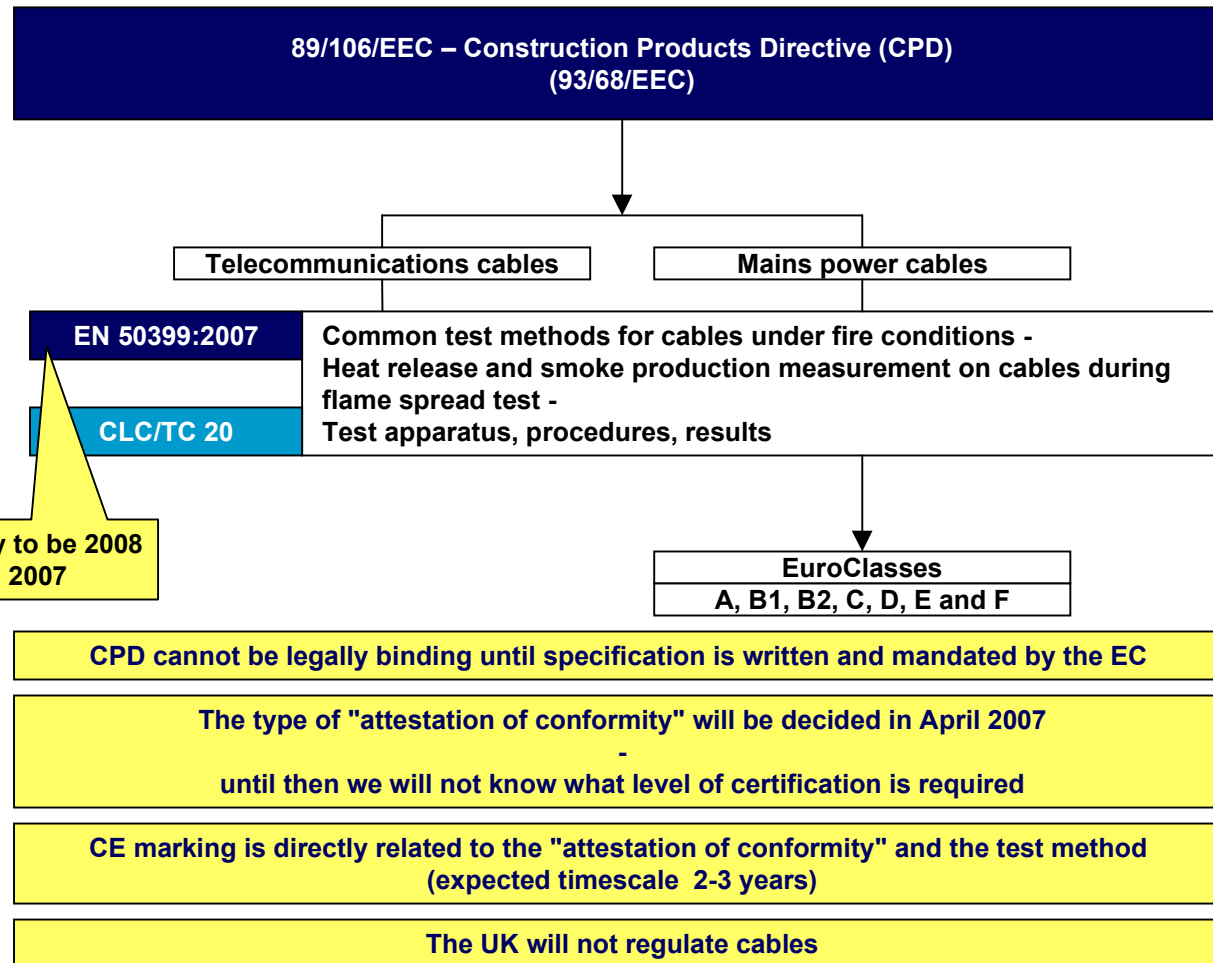 89/106/EEC – Construction Products Directive (CPD)
(93/68/EEC)
Telecommunications cables
Mains power cables
EN 50399:2007
CLC/TC 20
Common test methods for cables under fire conditions -
Heat release and smoke production measurement on cables during
flame spread test -
Test apparatus, procedures, results
to be 2008
2007
EuroClasses
A, B1, B2, C, D, E and F
CPD cannot be legally binding until specification is written and mandated by the EC
The type of "attestation of conformity" will be decided in April 2007
-
until then we will not know what level of certification is required
CE marking is directly related to the "attestation of conformity" and the test method
(expected timescale 2-3 years)
The UK will not regulate cables